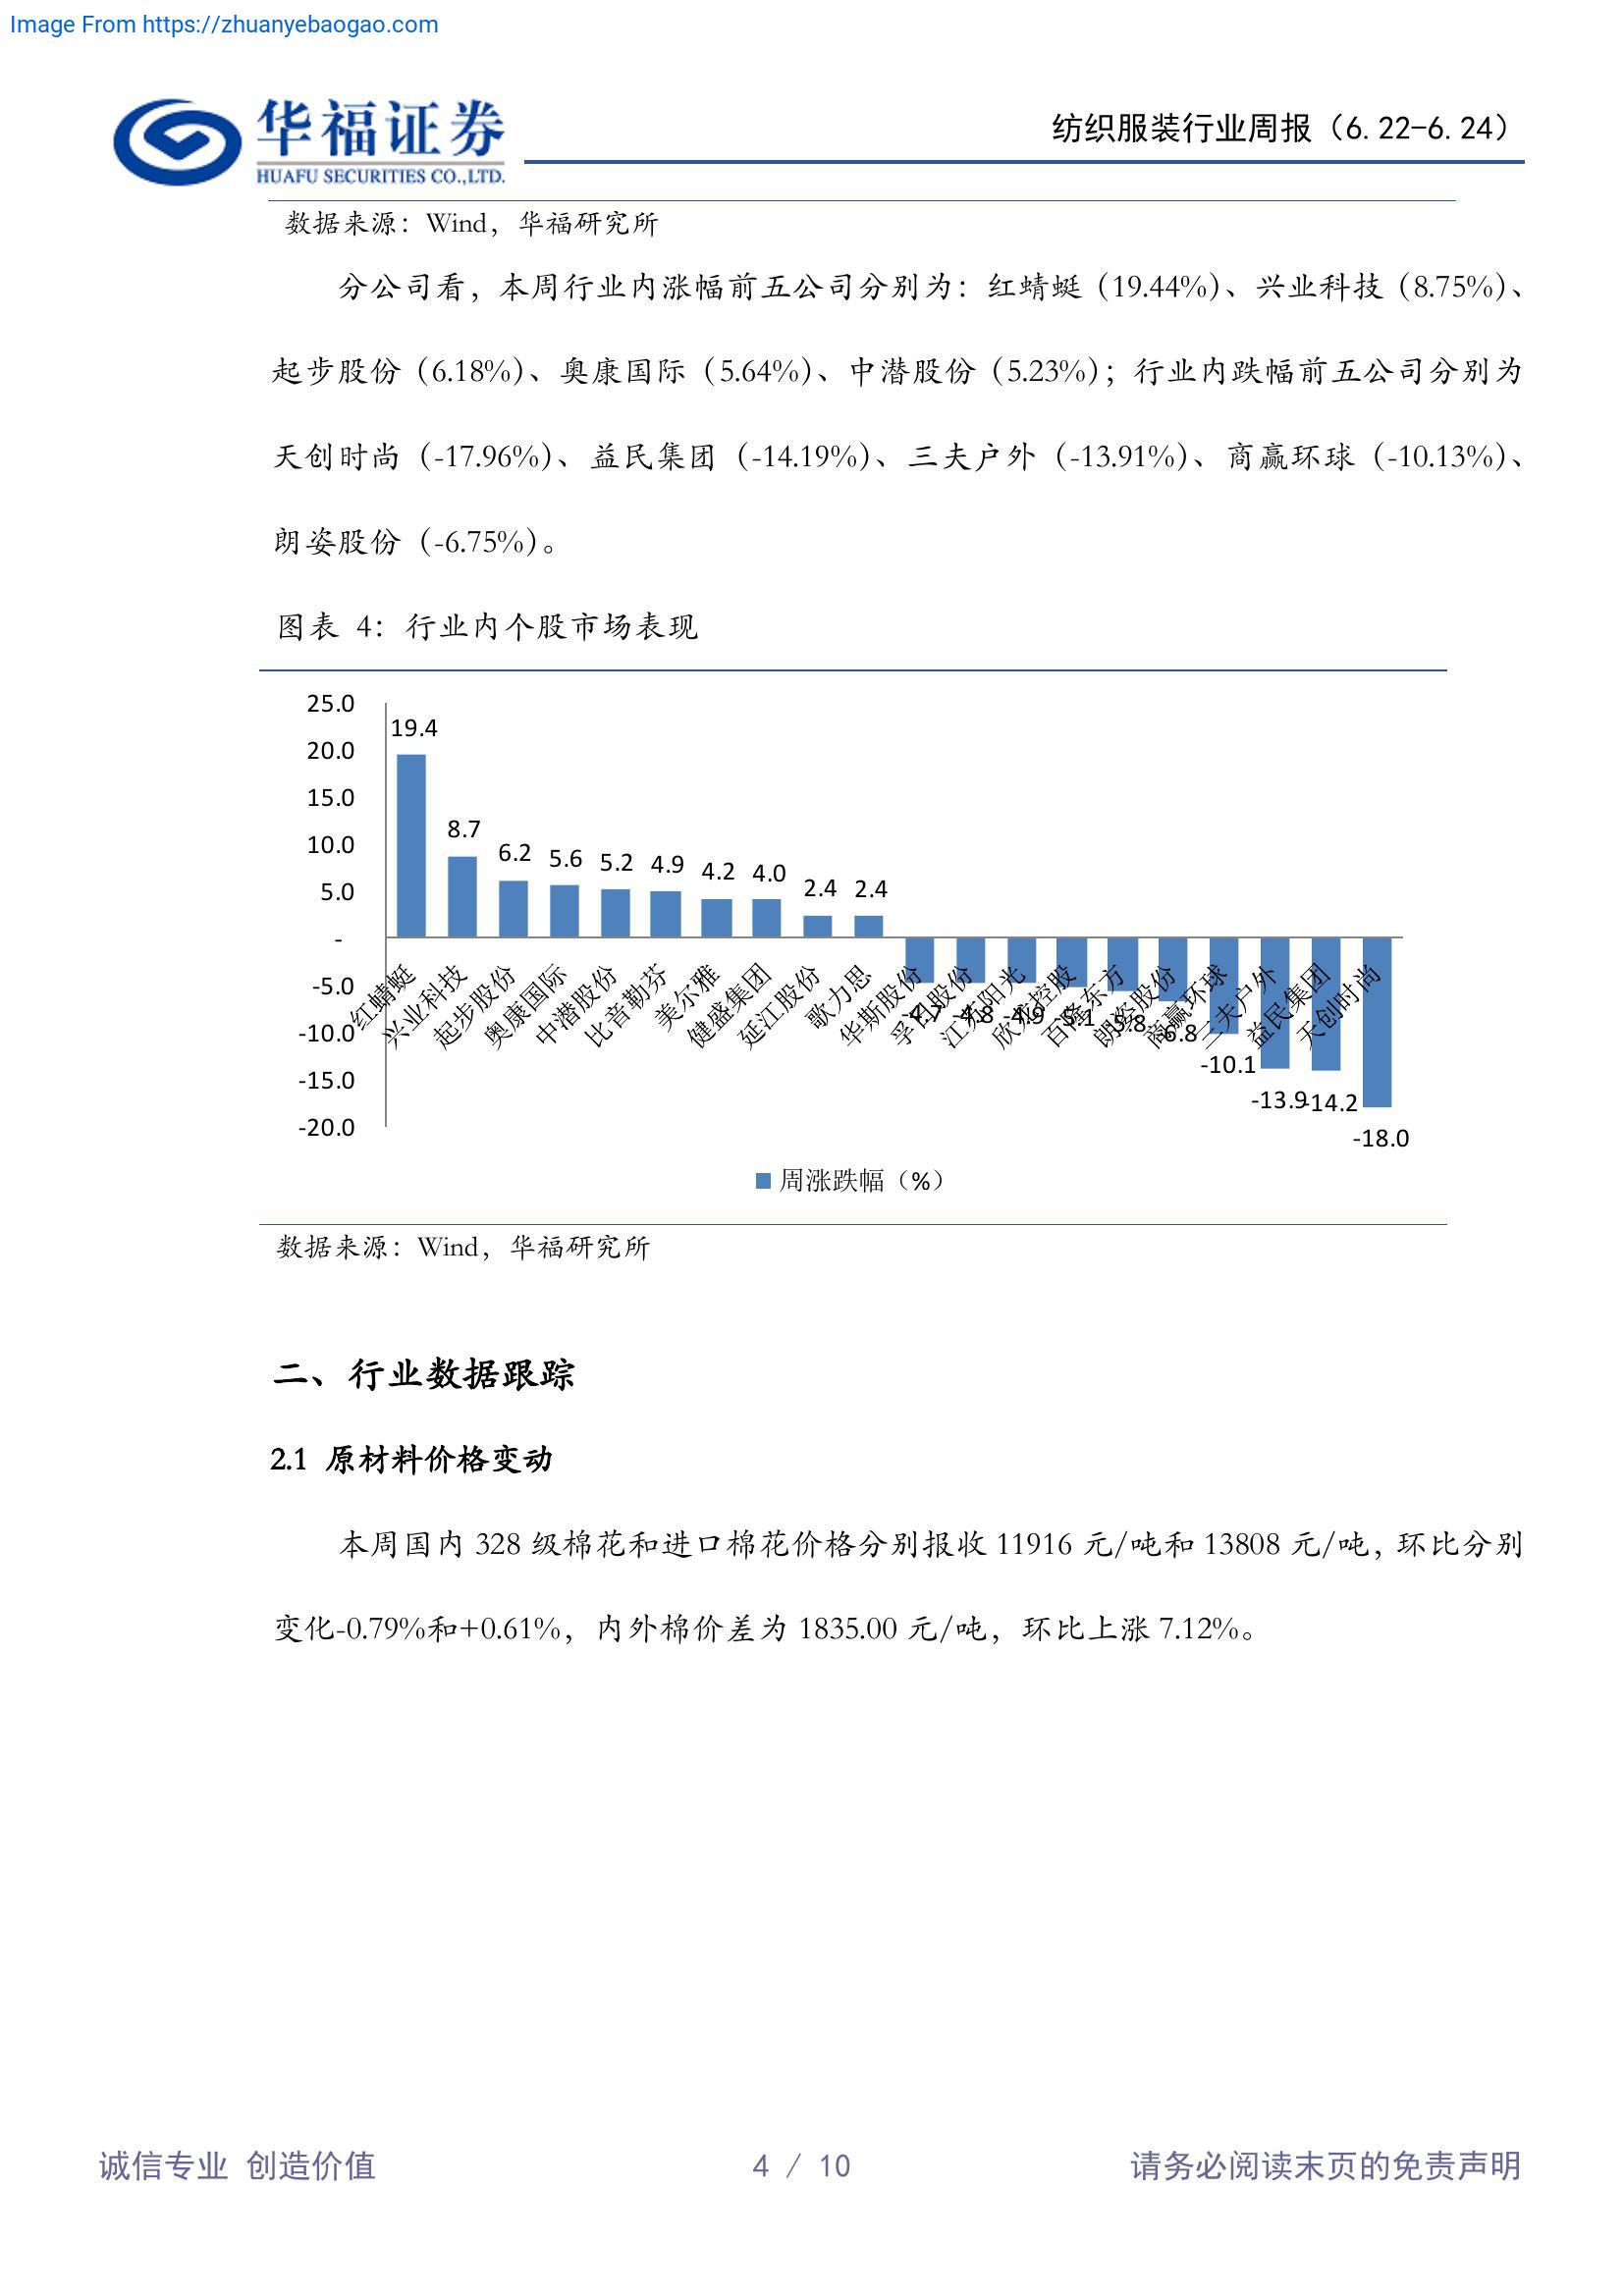 Image From https://zhuanyebaogao.com
华福证券
HUAFU SECURITIES CO.,LTD.
纺织服装行业周报（6.22-6.24）
数据来源：Wind，华福研究所
分公司看，本周行业内涨幅前五公司分别为：红蜻蜓（19.44%）、兴业科技（8.75%）、
起步股份（6.18%）、奥康国际（5.64%）、中潜股份（5.23%）；行业内跌幅前五公司分别为
天创时尚（-17.96%）、益民集团（-14.19%）、三夫户外（-13.91%）、商赢环球（-10.13%）、
朗姿股份（-6.75%）。
图表 4：行业内个股市场表现
25.0
20.0
15.0
10.0
5.0
-
-5.0
-10.0
-15.0
-20.0
19.4
8.7
6.2
5.6
5.2
4.9
4.2
4.0
2.4
2.4
-4.7
-4.8
-4.9
-5.1
-5.8
-6.8
-10.1
-13.9
-14.2
-18.0
红蜻蜓
兴业科技
起步股份
奥康国际
中潜股份
比音勒芬
美尔雅
健盛集团
延江股份
歌力思
华斯股份
孚日股份
江苏阳光
欣龙控股
百隆东方
朗姿股份
商赢环球
三夫户外
益民集团
天创时尚
周涨跌幅（%）
数据来源：Wind，华福研究所
二、行业数据跟踪
2.1 原材料价格变动
本周国内 328 级棉花和进口棉花价格分别报收 11916 元/吨和 13808 元/吨，环比分别
变化-0.79%和+0.61%，内外棉价差为 1835.00 元/吨，环比上涨 7.12%。
诚信专业 创造价值
4 / 10
请务必阅读末页的免责声明